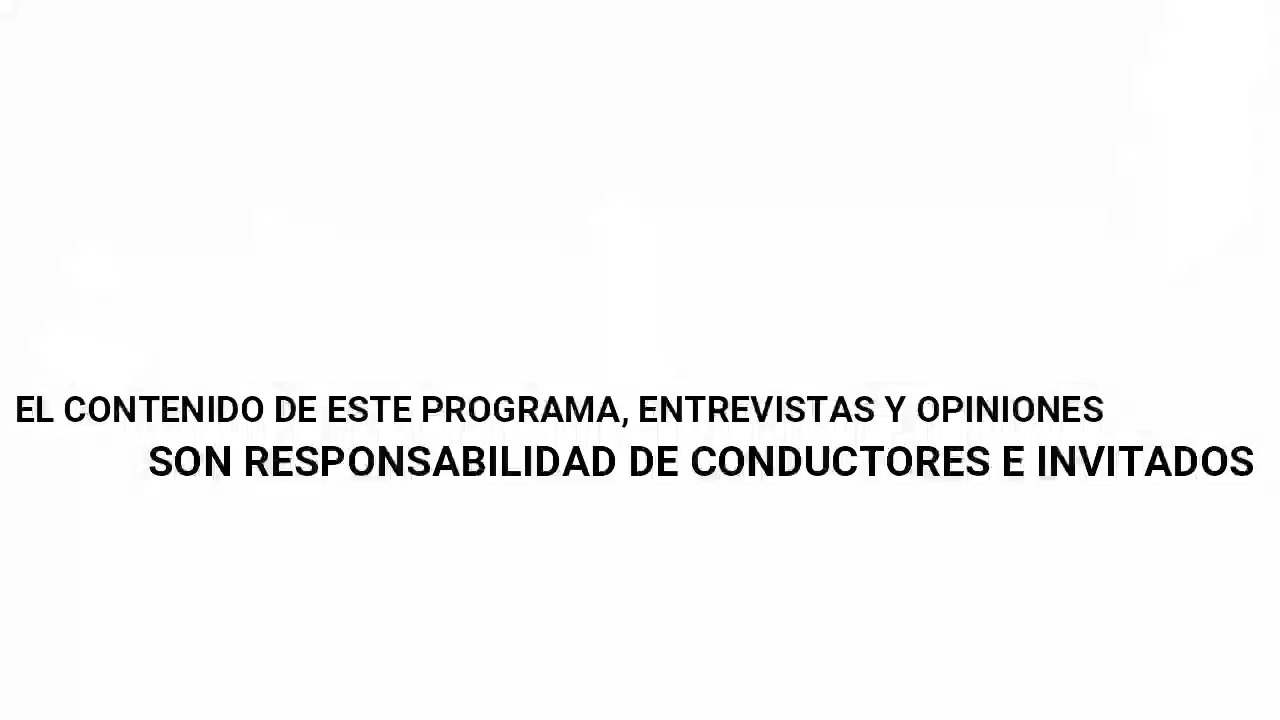 EL CONTENIDO DE ESTE PROGRAMA, ENTREVISTAS Y OPINIONES
SON RESPONSABILIDAD DE CONDUCTORES E INVITADOS